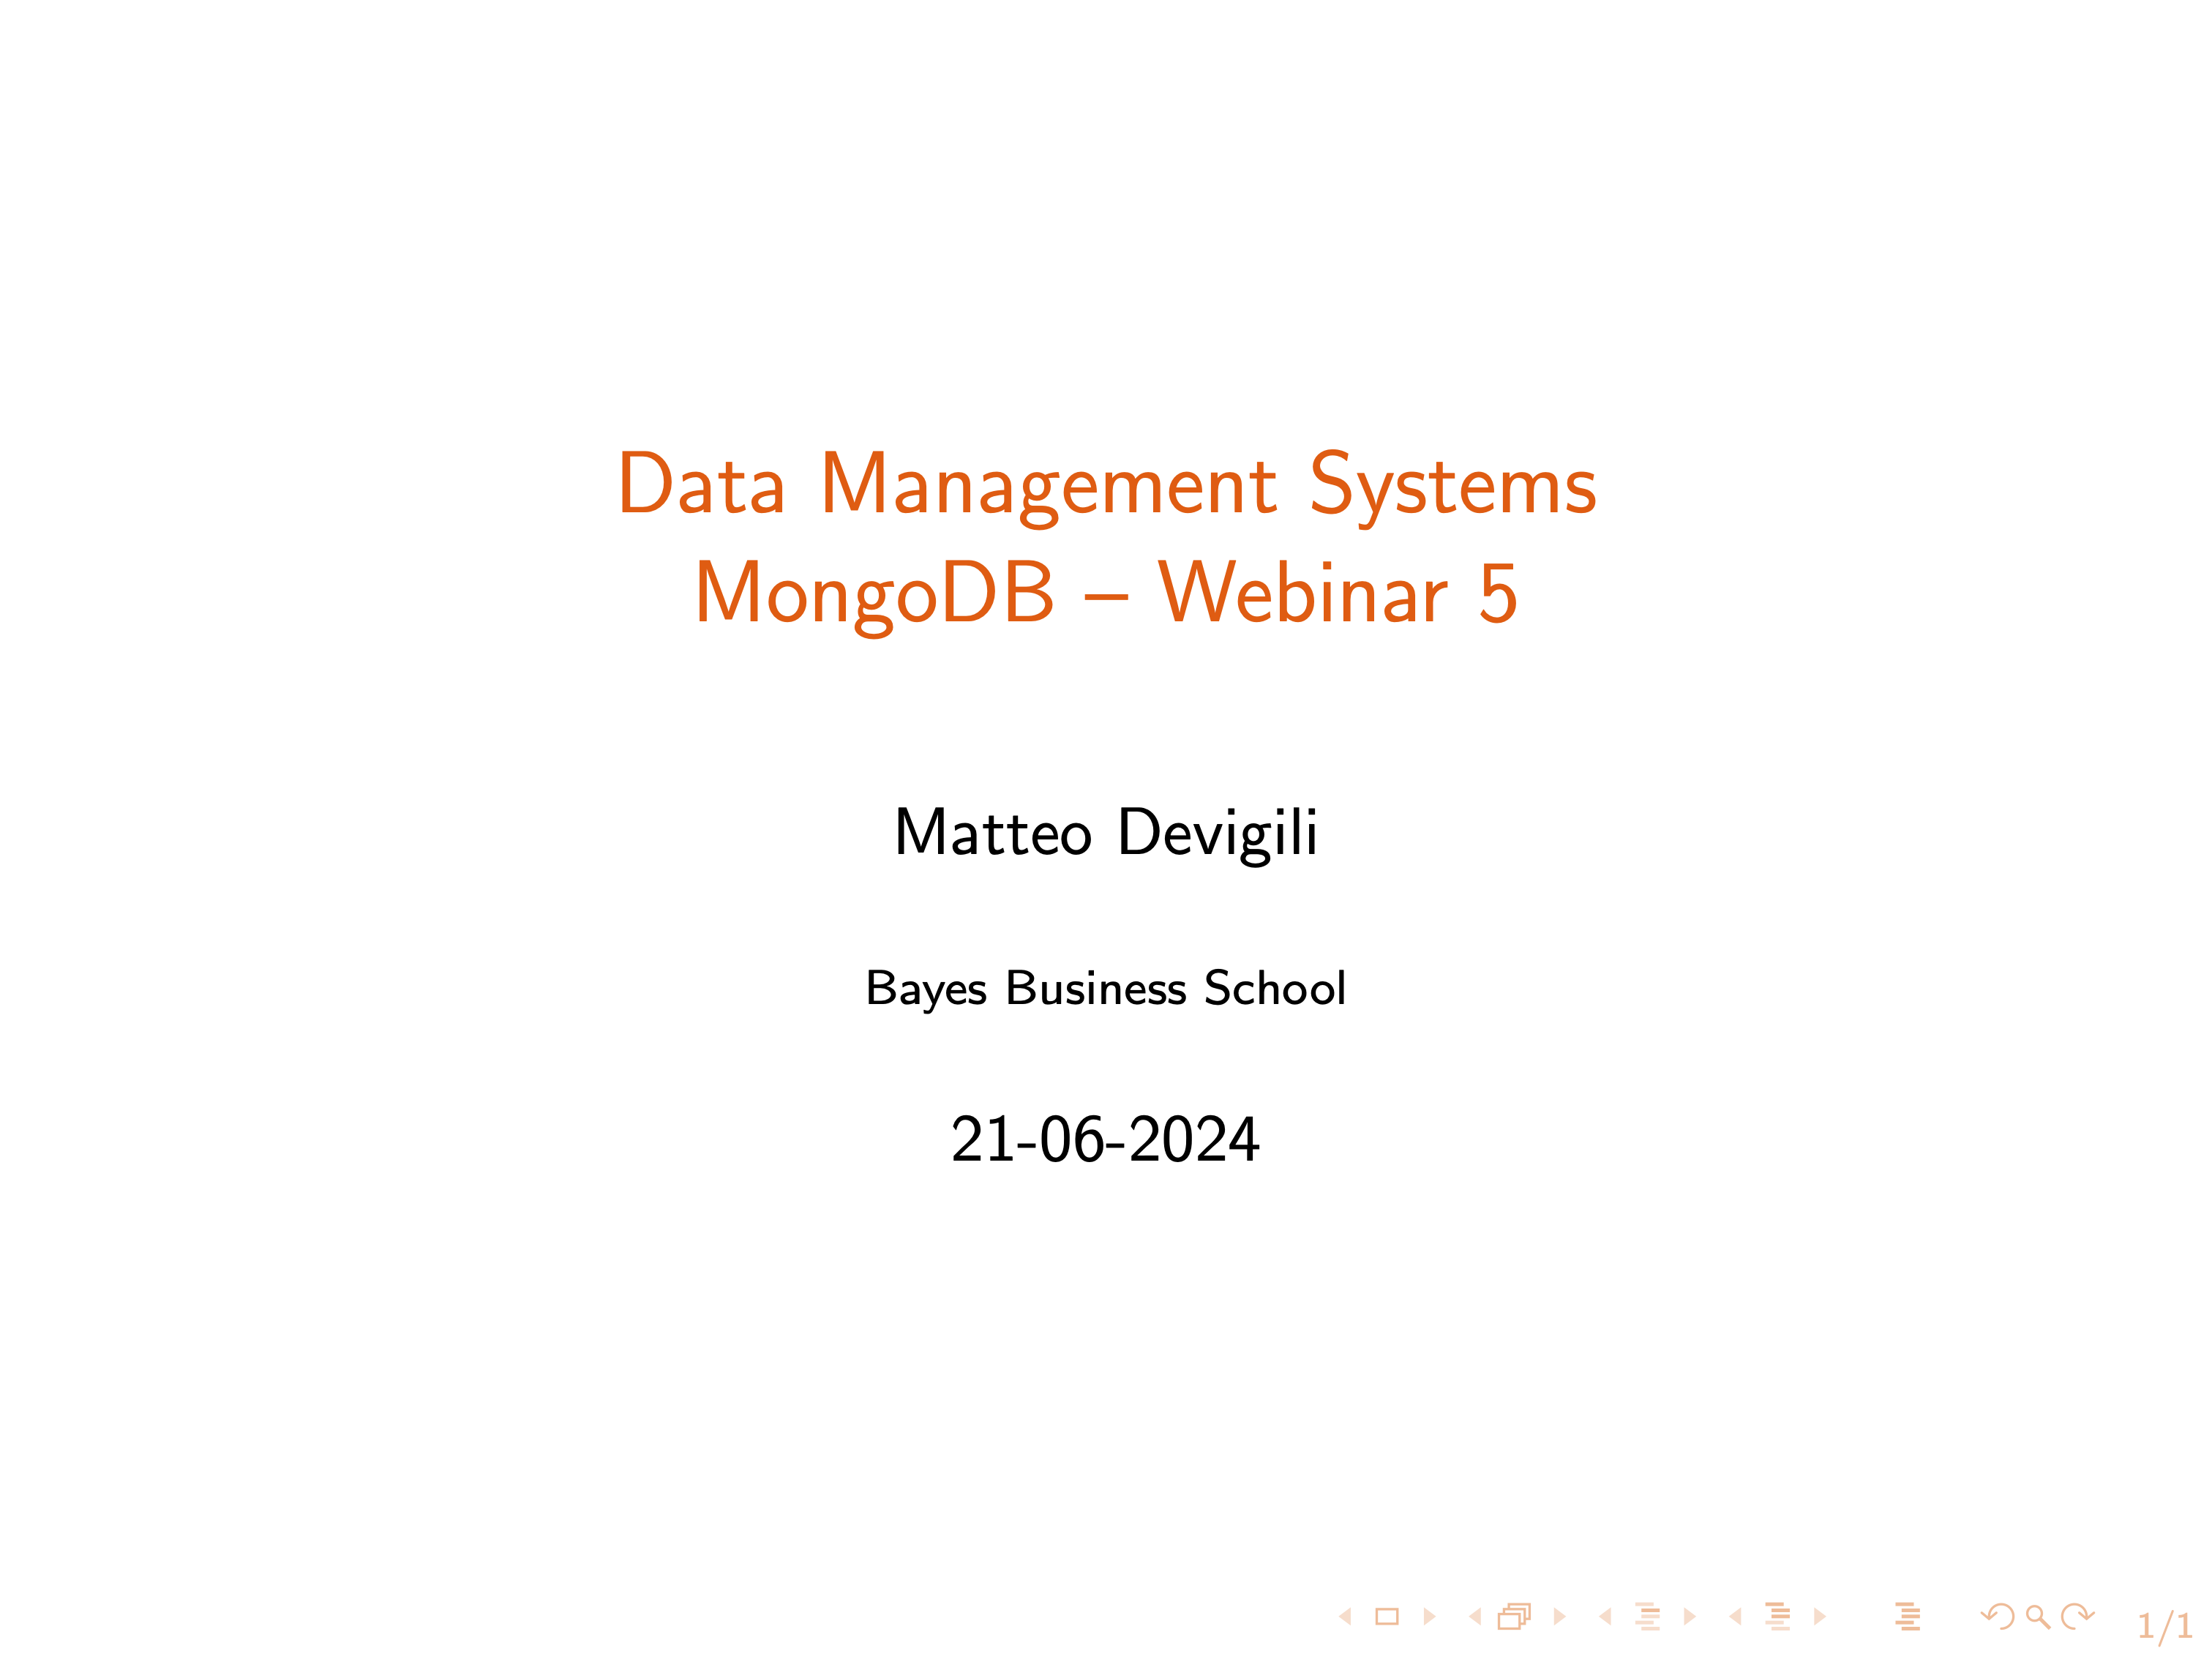 Data Management Systems
MongoDB – Webinar 5
Matteo Devigili
Bayes Business School
21-06-2024
1/1